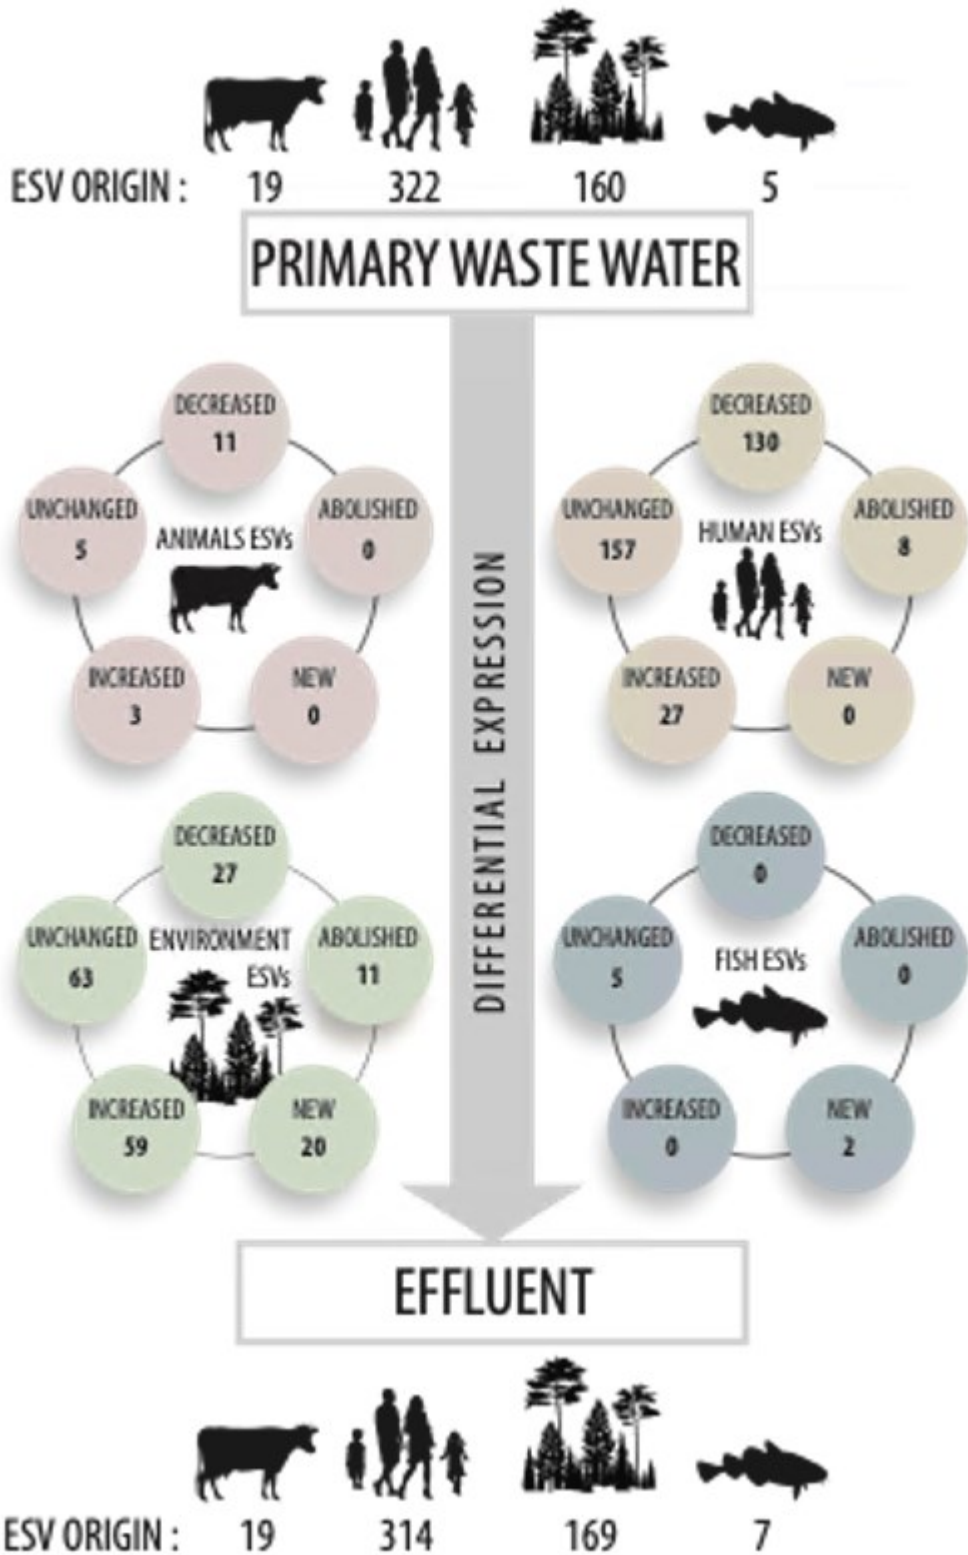 ESV ORIGIN : 19 322 160 5
PRIMARY WASTE WATER
DECREASED
11
UNCHANGED
5
ANIMALS ESVs
ABOLISHED
0
INCREASED
3
NEW
0
DECREASED
130
UNCHANGED
157
HUMAN ESVs
ABOLISHED
8
INCREASED
27
NEW
0
DIFFERENTIAL EXPRESSION
DECREASED
27
UNCHANGED
63
ENVIRONMENT
ESVs
ABOLISHED
11
INCREASED
59
NEW
20
DECREASED
0
UNCHANGED
5
FISH ESVs
ABOLISHED
0
INCREASED
0
NEW
2
EFFLUENT
ESV ORIGIN : 19 314 169 7